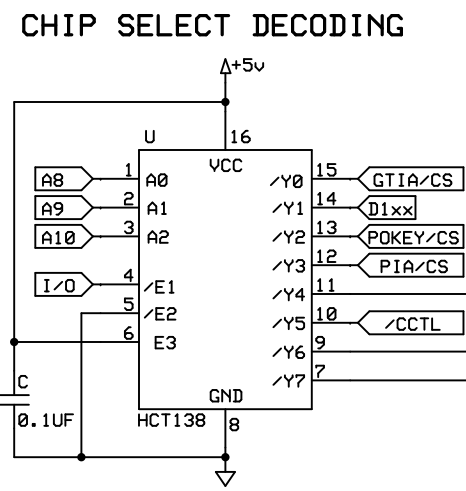 CHIP SELECT DECODING
+5v
U
16
VCC
A8 1 A0 /Y0 15 GTIA/CS
A9 2 A1 /Y1 14 D1xx
A10 3 A2 /Y2 13 POKEY/CS
/Y3 12 PIA/CS
I/O 4 /E1 /Y4 11
5 /E2 /Y5 10 /CCTL
6 E3 /Y6 9
/Y7 7
C
GND
0.1UF HCT138 8